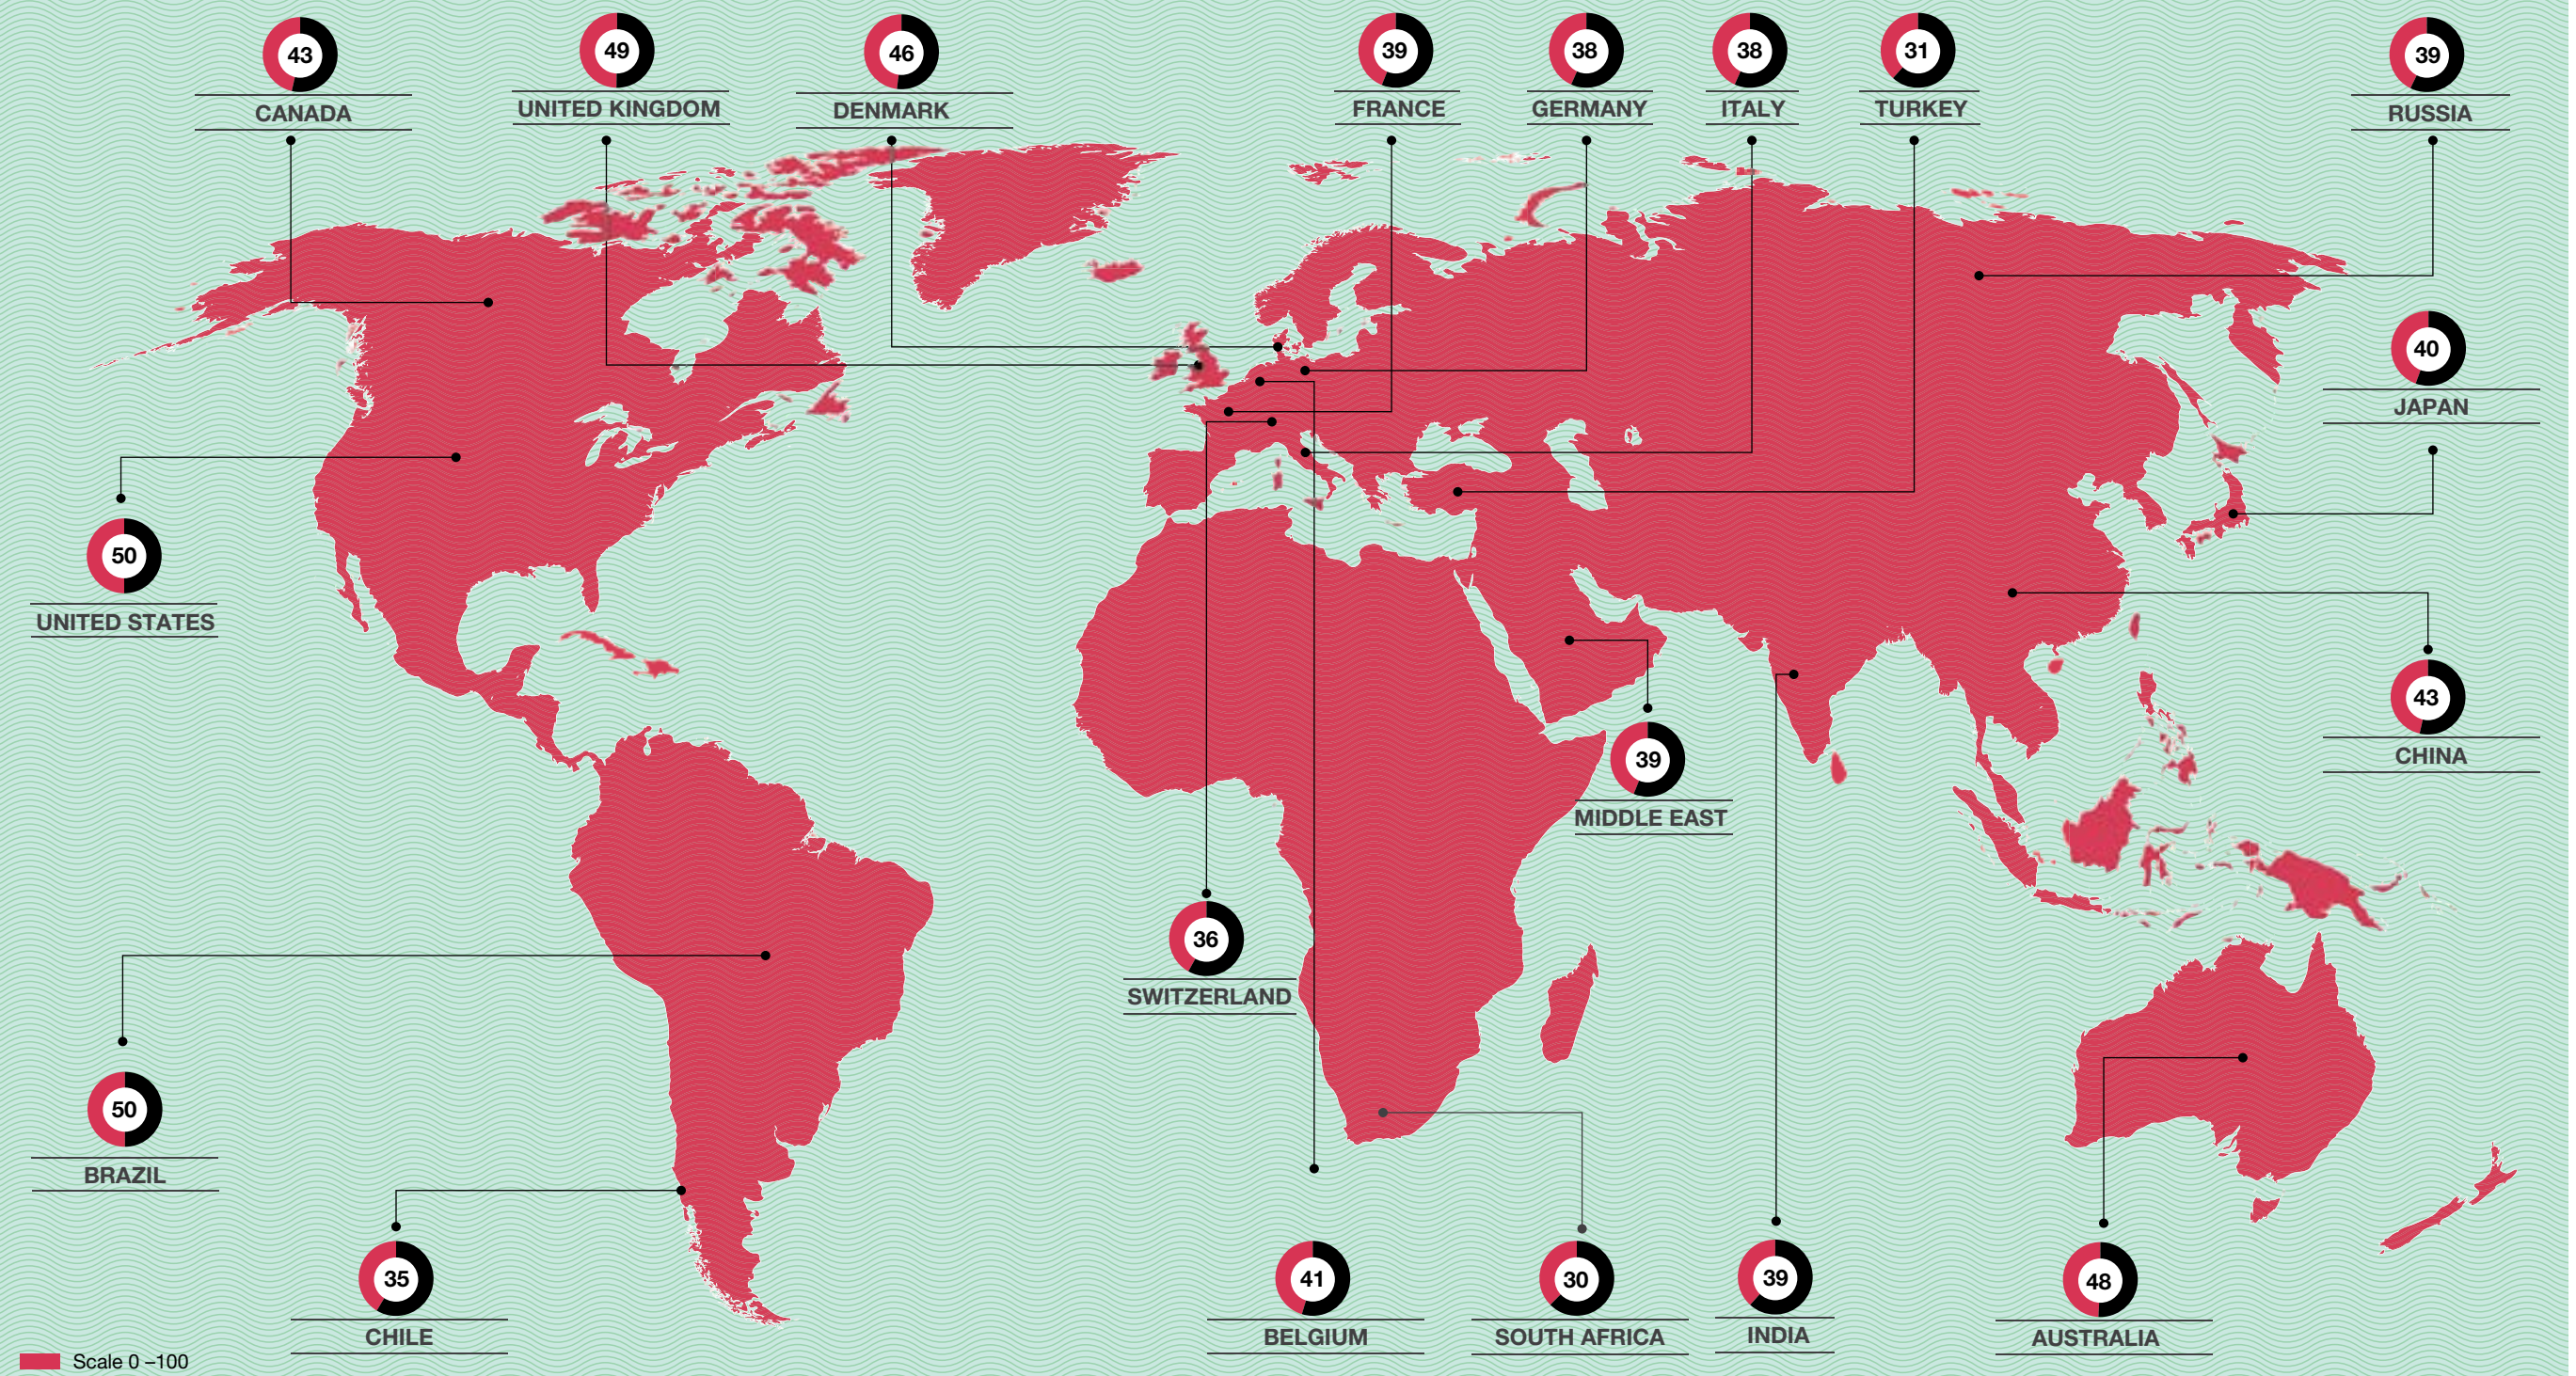 43
CANADA
49
UNITED KINGDOM
46
DENMARK
39
FRANCE
38
GERMANY
38
ITALY
31
TURKEY
39
RUSSIA
40
JAPAN
50
UNITED STATES
43
CHINA
39
MIDDLE EAST
36
SWITZERLAND
50
BRAZIL
35
CHILE
41
BELGIUM
30
SOUTH AFRICA
39
INDIA
48
AUSTRALIA
Scale 0 –100